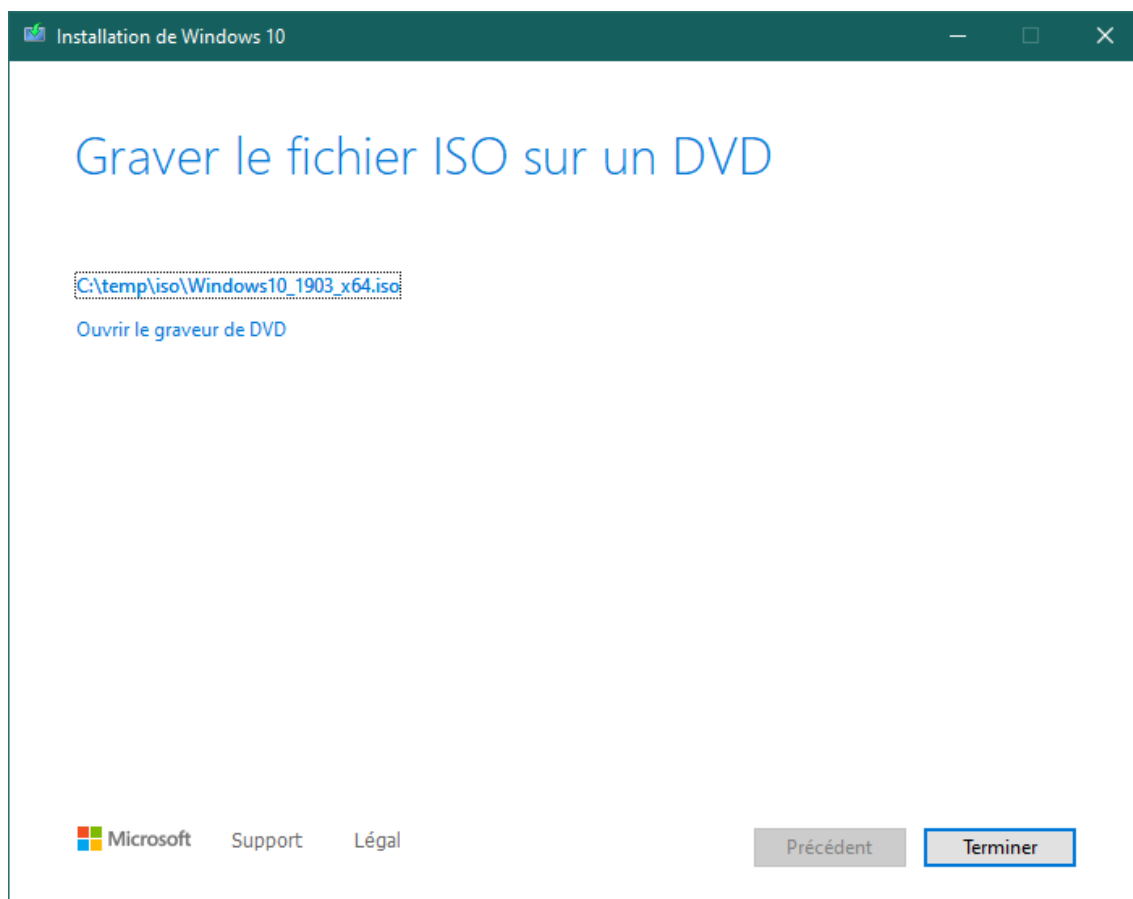 Installation de Windows 10
Graver le fichier ISO sur un DVD
C:\temp\iso\Windows10_1903_x64.iso
Ouvrir le graveur de DVD
Microsoft Support Légal Précédent Terminer